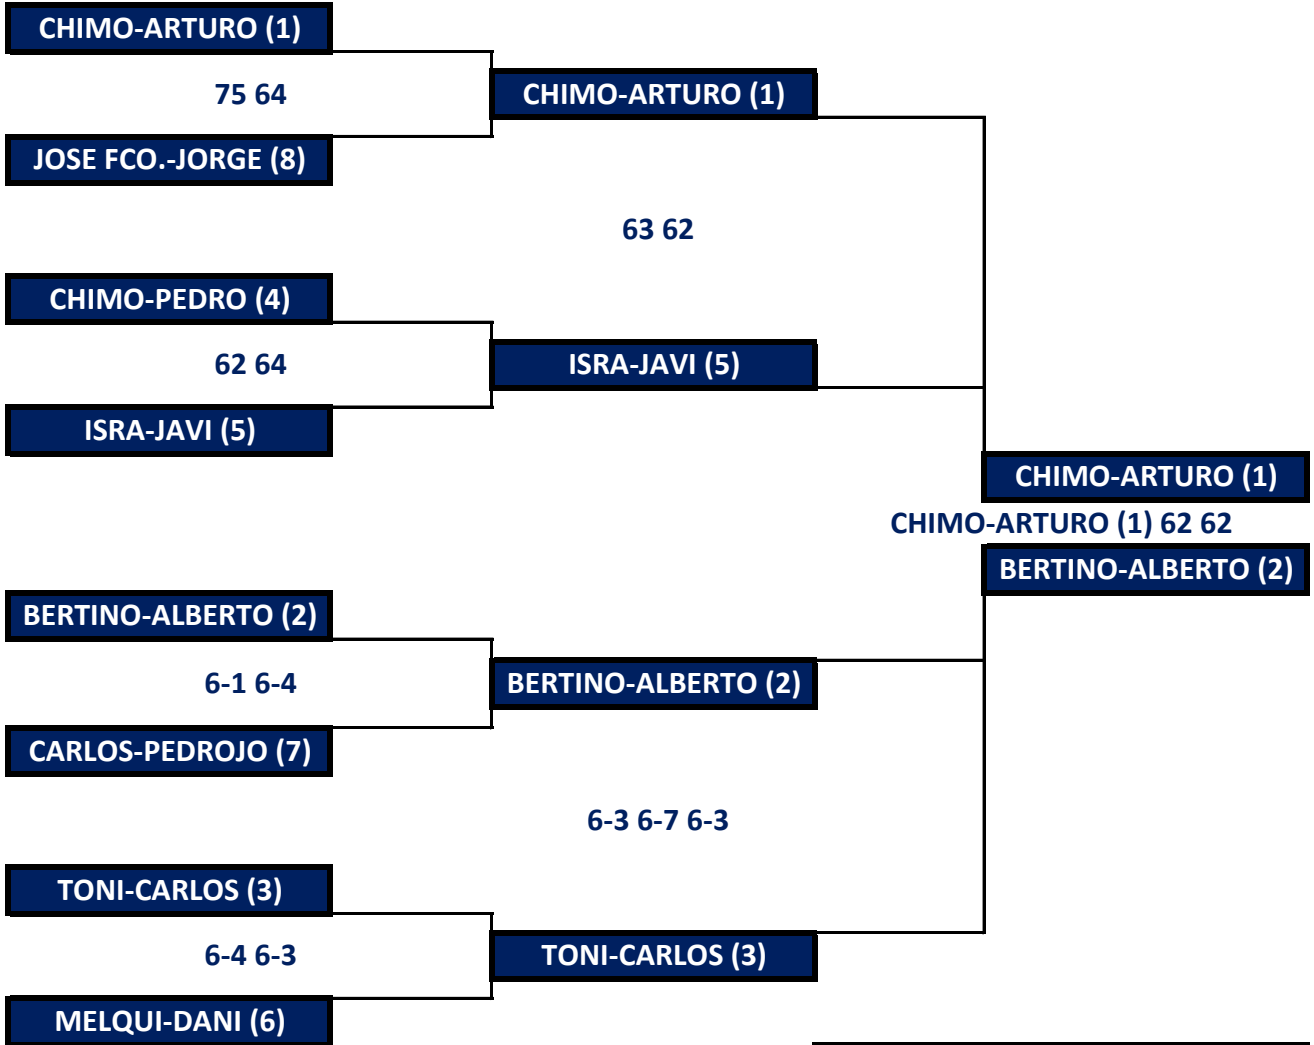 CHIMO-ARTURO (1)
75 64
CHIMO-ARTURO (1)
JOSE FCO.-JORGE (8)
63 62
CHIMO-PEDRO (4)
62 64
ISRA-JAVI (5)
ISRA-JAVI (5)
CHIMO-ARTURO (1)
CHIMO-ARTURO (1) 62 62
BERTINO-ALBERTO (2)
BERTINO-ALBERTO (2)
6-1 6-4
BERTINO-ALBERTO (2)
CARLOS-PEDROJO (7)
6-3 6-7 6-3
TONI-CARLOS (3)
6-4 6-3
TONI-CARLOS (3)
MELQUI-DANI (6)